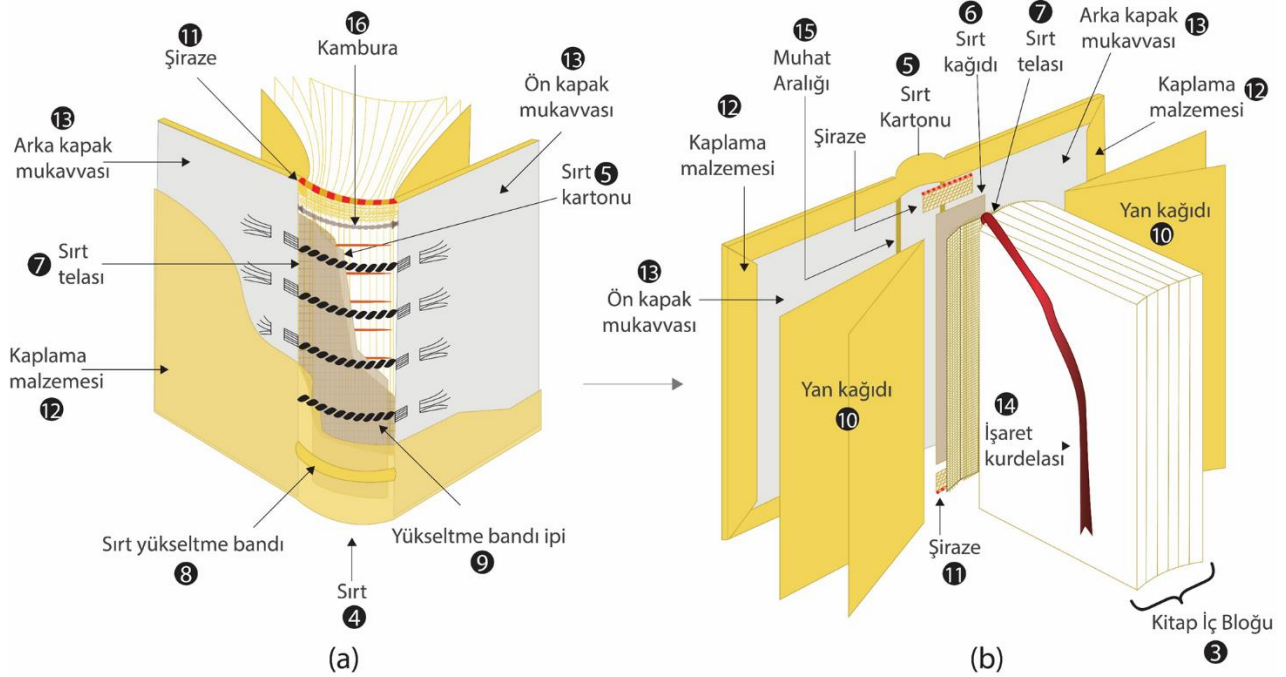 11
Şiraze
16
Kambura
13
Ön kapak
mukavvası
13
Arka kapak
mukavvası
Sırt 5
kartonu
7 Sırt
telası
Kaplama
malzemesi
12
Sırt yükseltme bandı
8
Yükseltme bandı ipi
9
Sırt
4
(a)
15
Muhat
Aralığı
12
Kaplama
malzemesi
Şiraze
5
Sırt
Kartonu
6
Sırt
kağıdı
7
Sırt
telası
Arka kapak
mukavvası 13
Kaplama
malzemesi 12
13
Ön kapak
mukavvası
Yan kağıdı
10
Yan kağıdı
10
14
İşaret
kurdelası
Şiraze
11
Kitap İç Bloğu
3
(b)